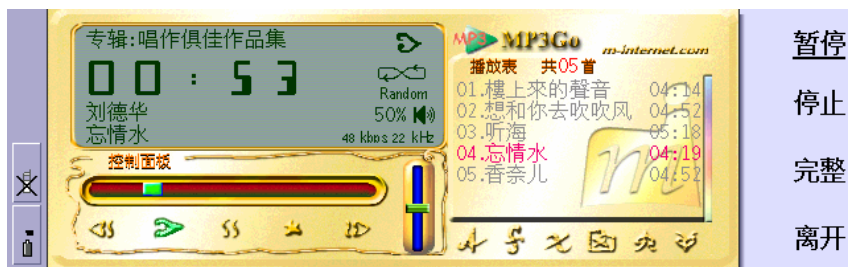 专辑:唱作俱佳作品集
00:53
Random
刘德华
50%
忘情水
48 kbps 22 kHz
控制面板
MP3 MP3Go
m-internet.com
播放表 共05首
01.樓上來的聲音 04:14
02.想和你去吹吹风 04:52
03.听海 05:18
04.忘情水 04:19
05.香奈儿 04:52
m
暂停
停止
完整
离开